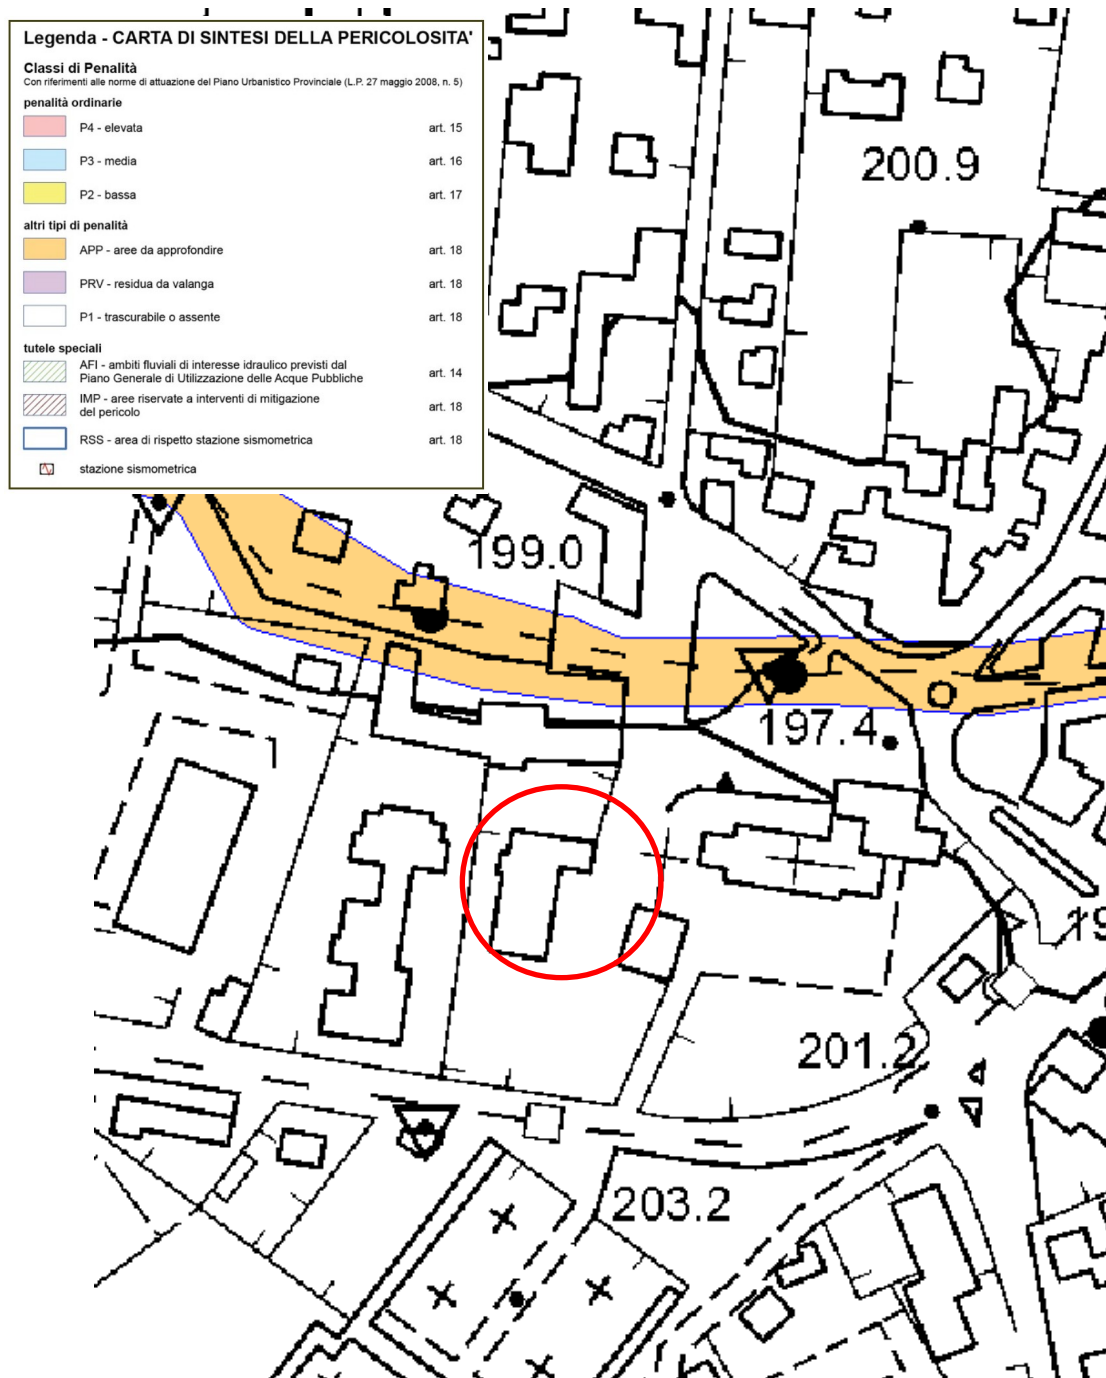 Legenda - CARTA DI SINTESI DELLA PERICOLOSITA'
Classi di Penalità
Con riferimenti alle norme di attuazione del Piano Urbanistico Provinciale (L.P. 27 maggio 2008, n. 5)
penalità ordinarie
P4 - elevata art. 15
P3 - media art. 16
P2 - bassa art. 17
altri tipi di penalità
APP - aree da approfondire art. 18
PRV - residua da valanga art. 18
P1 - trascurabile o assente art. 18
tutele speciali
AFI - ambiti fluviali di interesse idraulico previsti dal
Piano Generale di Utilizzazione delle Acque Pubbliche art. 14
IMP - aree riservate a interventi di mitigazione
del pericolo art. 18
RSS - area di rispetto stazione sismometrica art. 18
stazione sismometrica
200.9
199.0
197.4
19
201.2
203.2